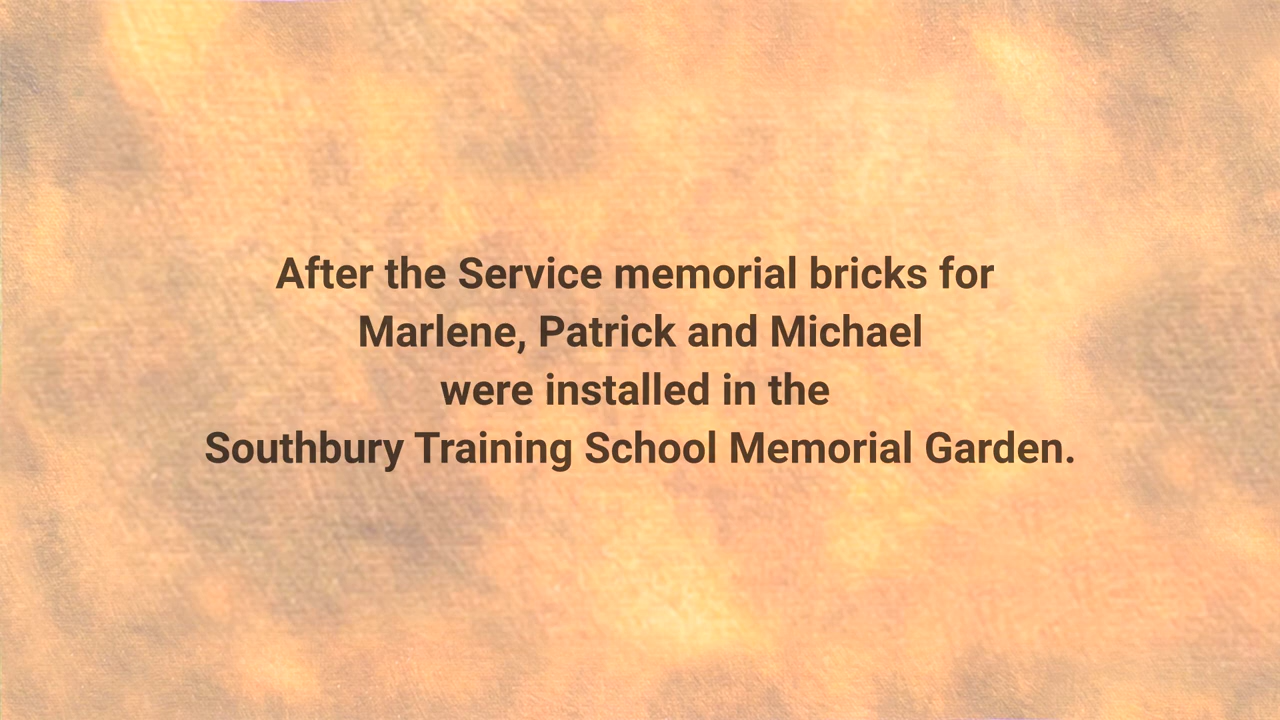 After the Service memorial bricks for
Marlene, Patrick and Michael
were installed in the
Southbury Training School Memorial Garden.